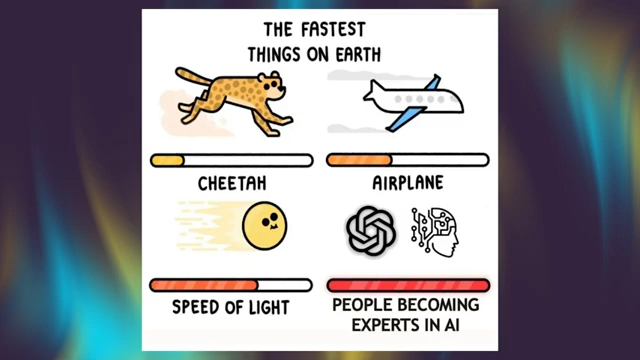 THE FASTEST
THINGS ON EARTH
CHEETAH
AIRPLANE
SPEED OF LIGHT
PEOPLE BECOMING
EXPERTS IN AI